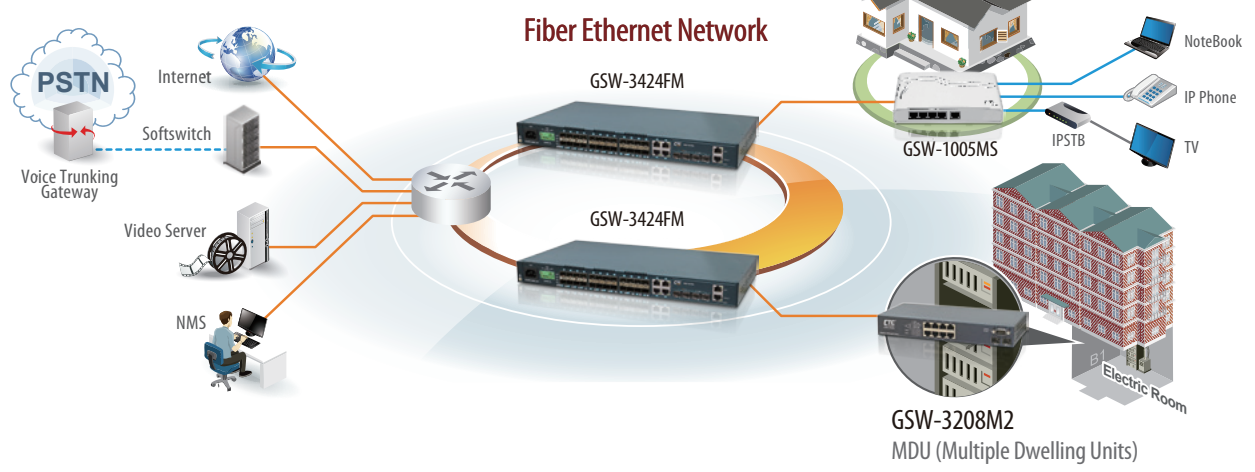 Fiber Ethernet Network
PSTN
Voice Trunking
Gateway
Internet
Softswitch
Video Server
NMS
GSW-3424FM
GSW-3424FM
GSW-1005MS
NoteBook
IP Phone
IPSTB
TV
CTC
B1
Electric Room
GSW-3208M2
MDU (Multiple Dwelling Units)